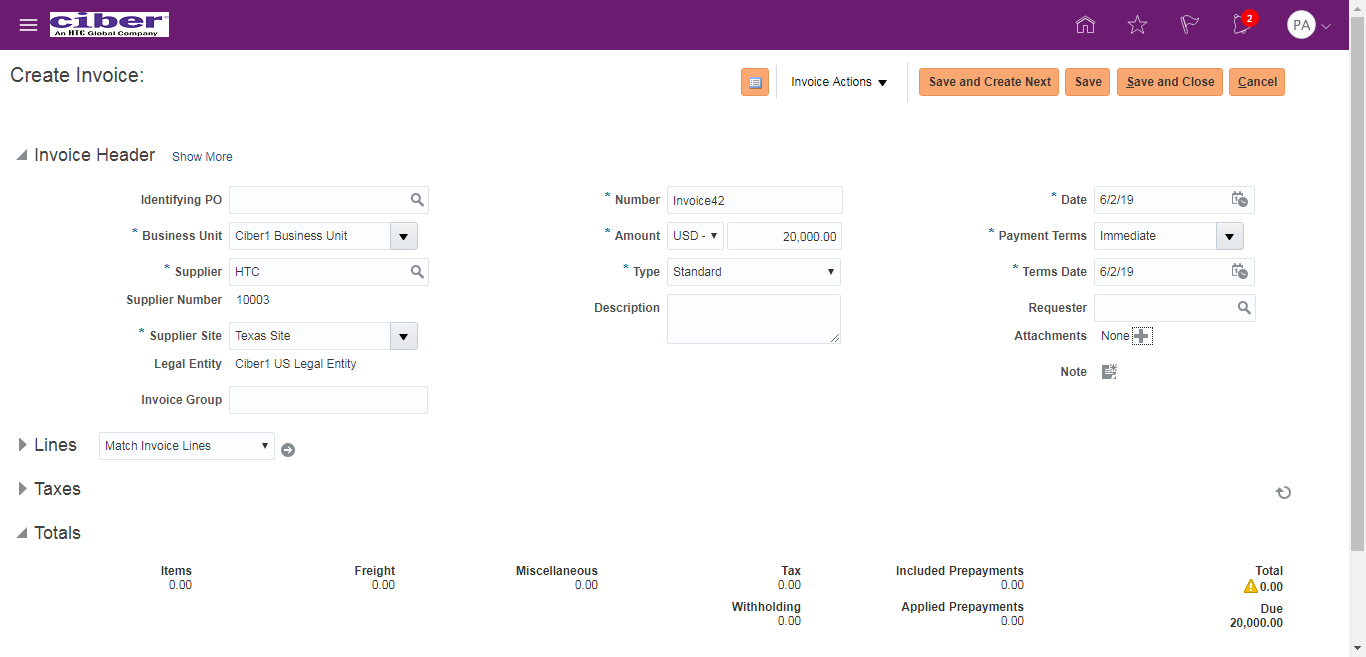 ciber
An HTC Global Company
2
PA
Create Invoice:
Invoice Actions
Save and Create Next
Save
Save and Close
Cancel
Invoice Header
Show More
Identifying PO
* Business Unit Ciber1 Business Unit
* Supplier HTC
Supplier Number 10003
* Supplier Site Texas Site
Legal Entity Ciber1 US Legal Entity
Invoice Group
* Number Invoice42
* Amount USD - 20,000.00
* Type Standard
Description
* Date 6/2/19
* Payment Terms Immediate
* Terms Date 6/2/19
Requester
Attachments None
Note
Lines Match Invoice Lines
Taxes
Totals
Items Freight Miscellaneous Tax Included Prepayments Total
0.00 0.00 0.00 0.00 0.00 0.00
Withholding Applied Prepayments Due
0.00 0.00 20,000.00